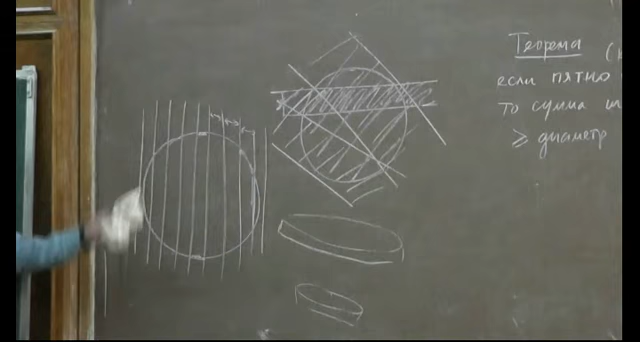 Теорема (
если пятно
то сумма ш
≥ диаметр